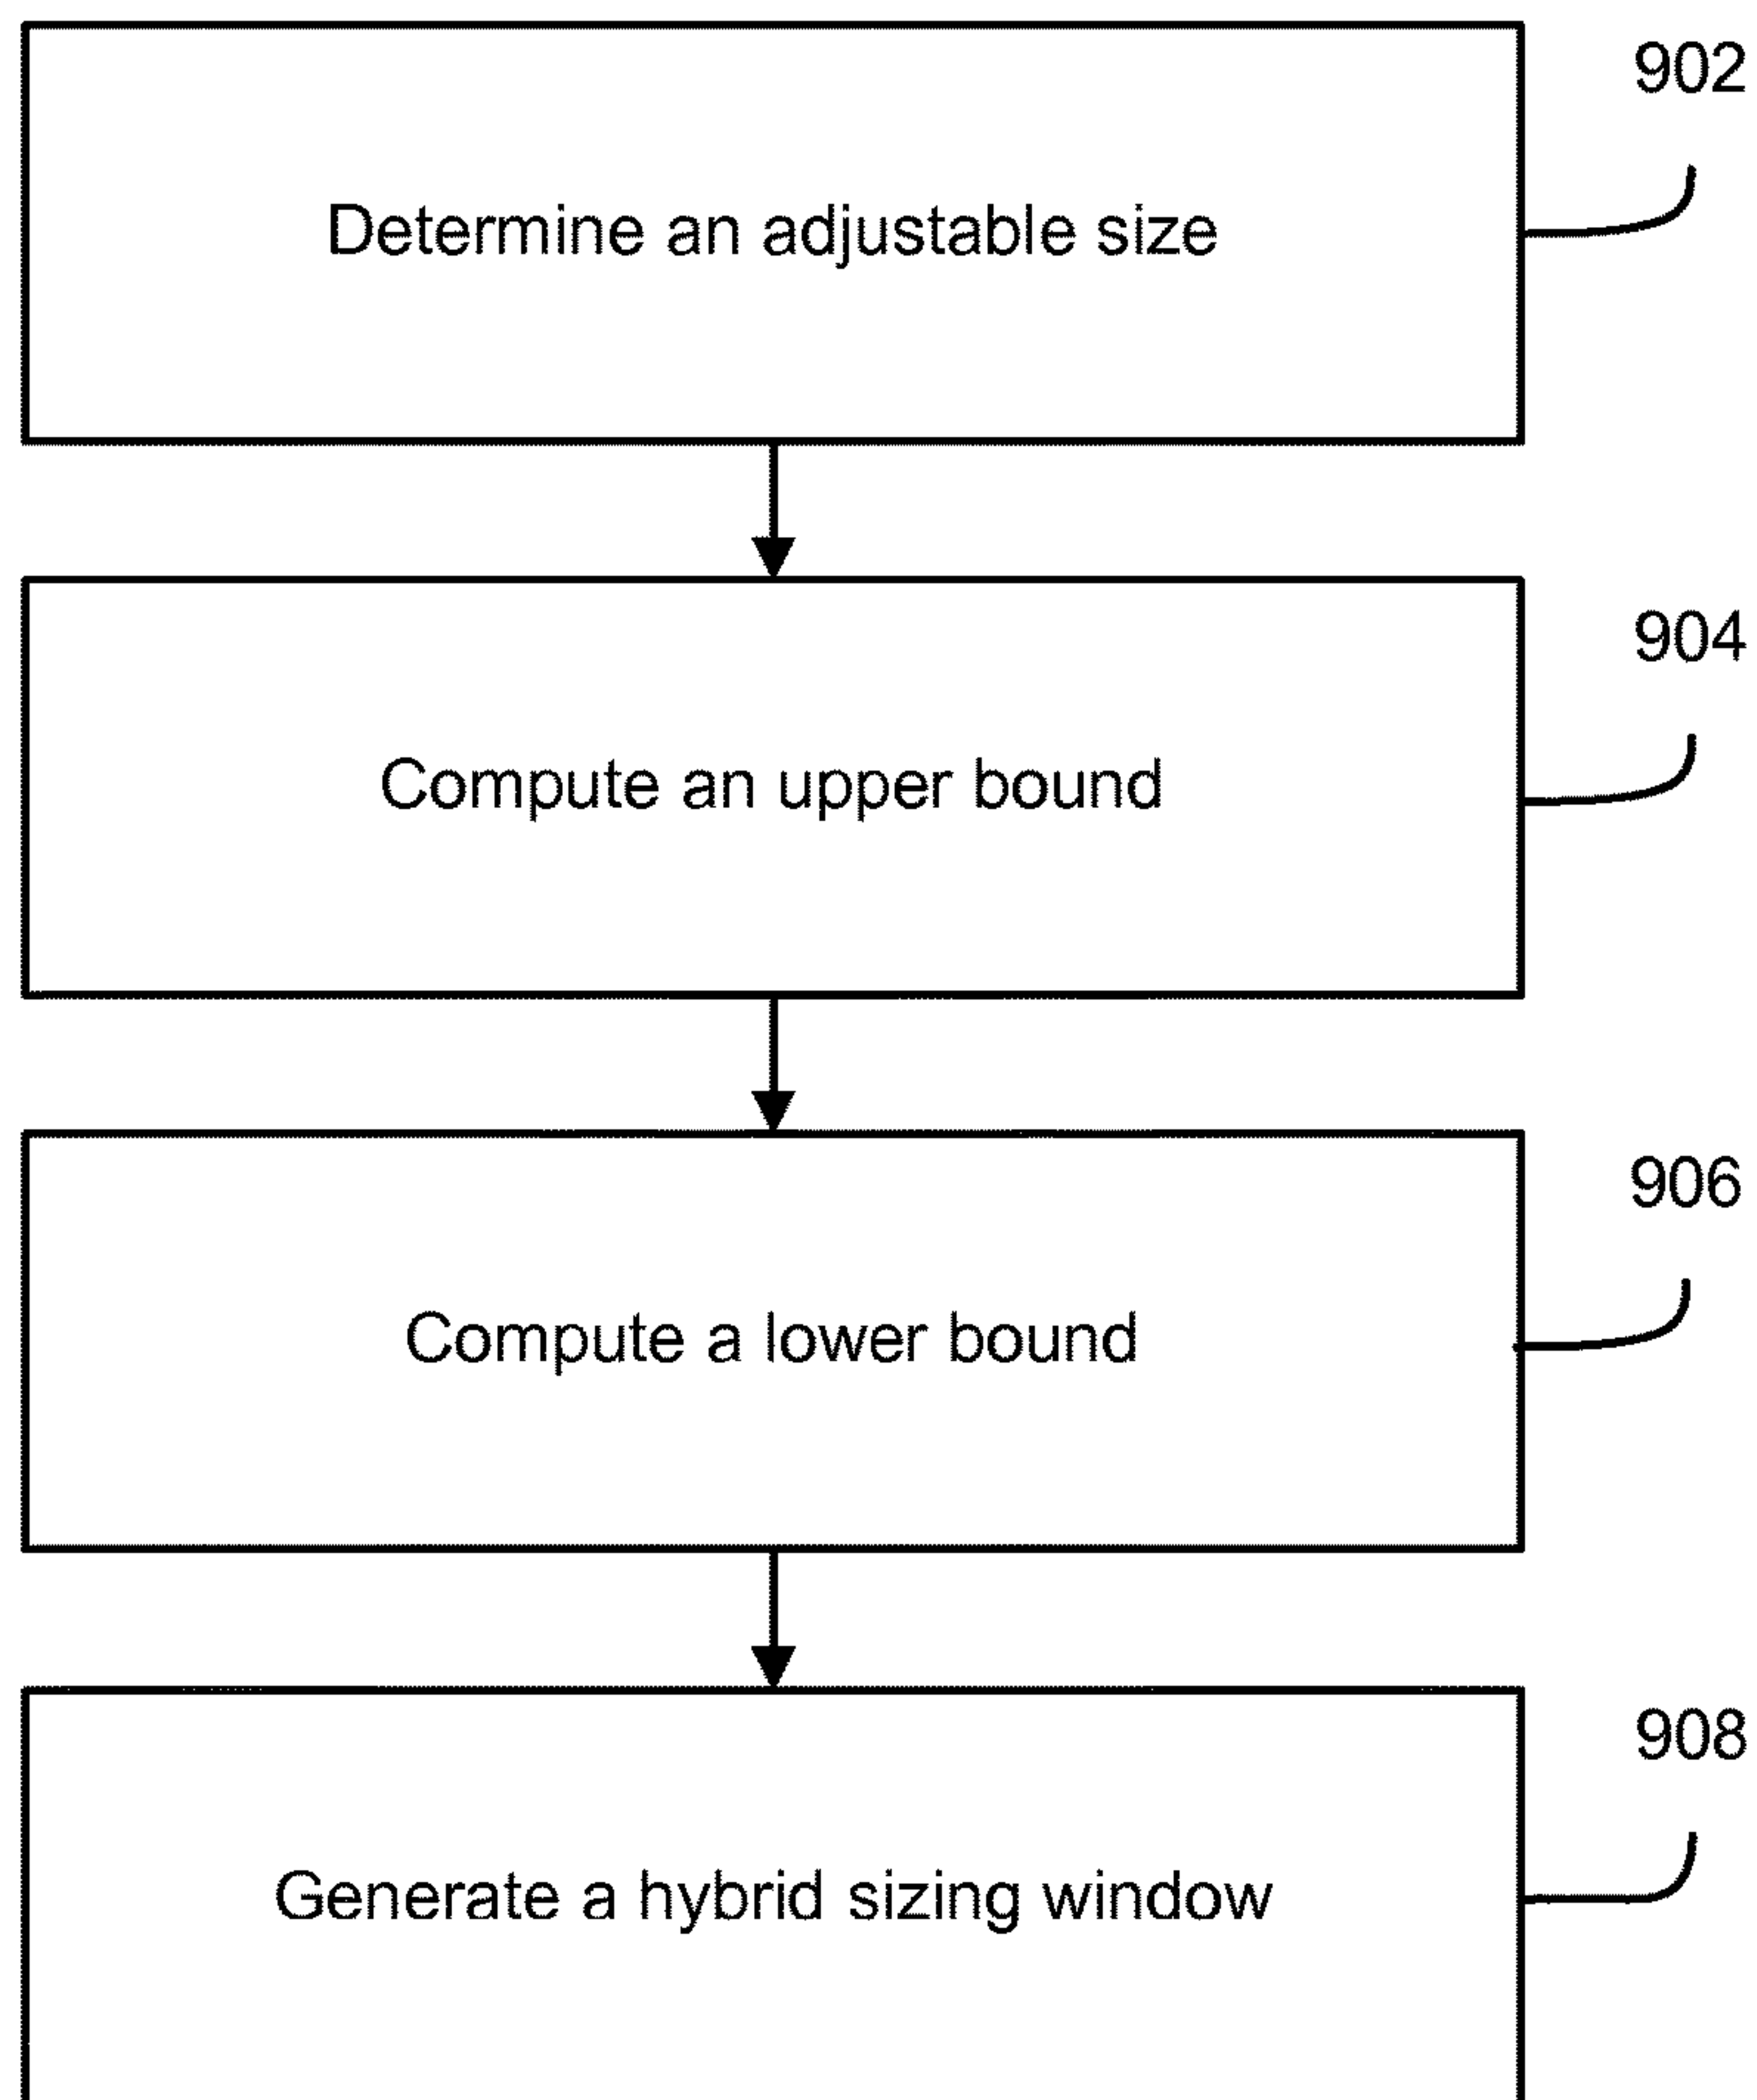 902
Determine an adjustable size
904
Compute an upper bound
906
Compute a lower bound
908
Generate a hybrid sizing window